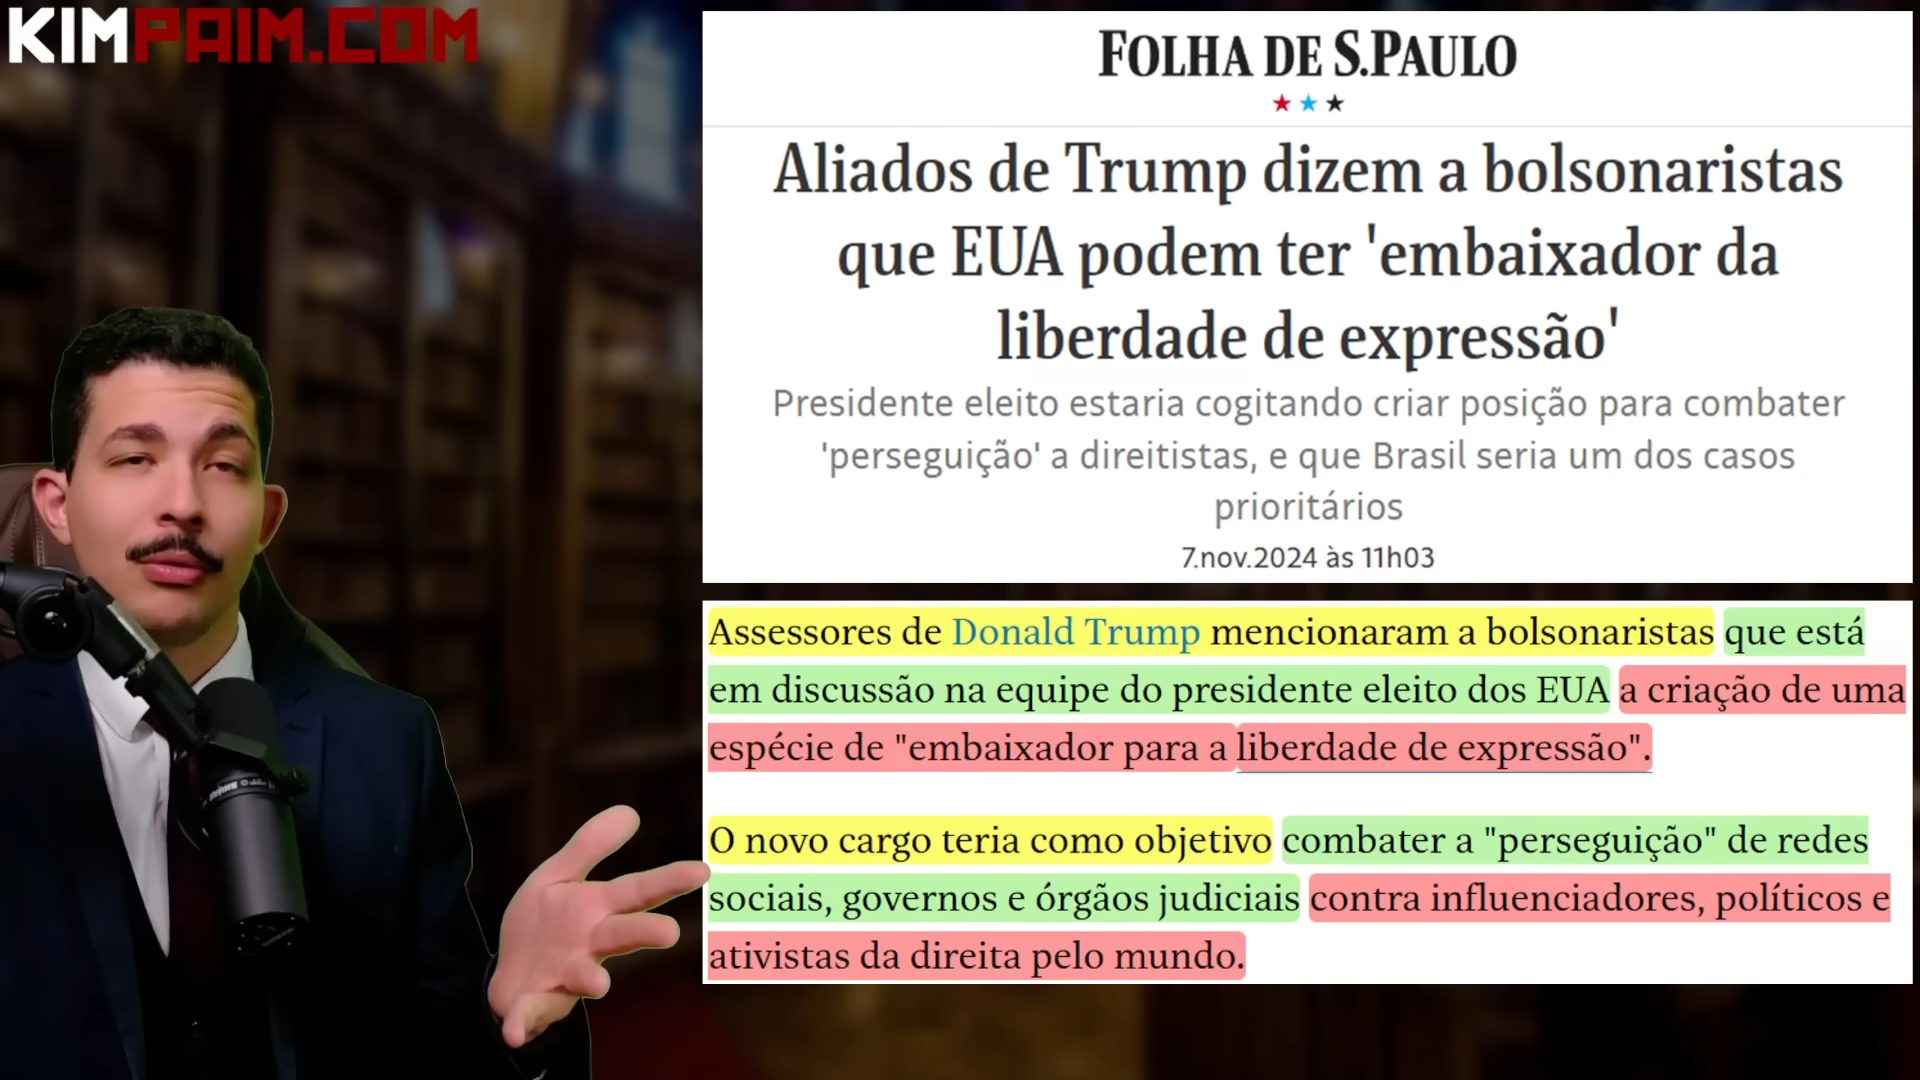 KIMPAIM.COM
FOLHA DE S.PAULO
Aliados de Trump dizem a bolsonaristas
que EUA podem ter 'embaixador da
liberdade de expressão'
Presidente eleito estaria cogitando criar posição para combater
'perseguição' a direitistas, e que Brasil seria um dos casos
prioritários
7.nov.2024 às 11h03
Assessores de Donald Trump mencionaram a bolsonaristas que está
em discussão na equipe do presidente eleito dos EUA a criação de uma
espécie de "embaixador para a liberdade de expressão".
O novo cargo teria como objetivo combater a "perseguição" de redes
sociais, governos e órgãos judiciais contra influenciadores, políticos e
ativistas da direita pelo mundo.